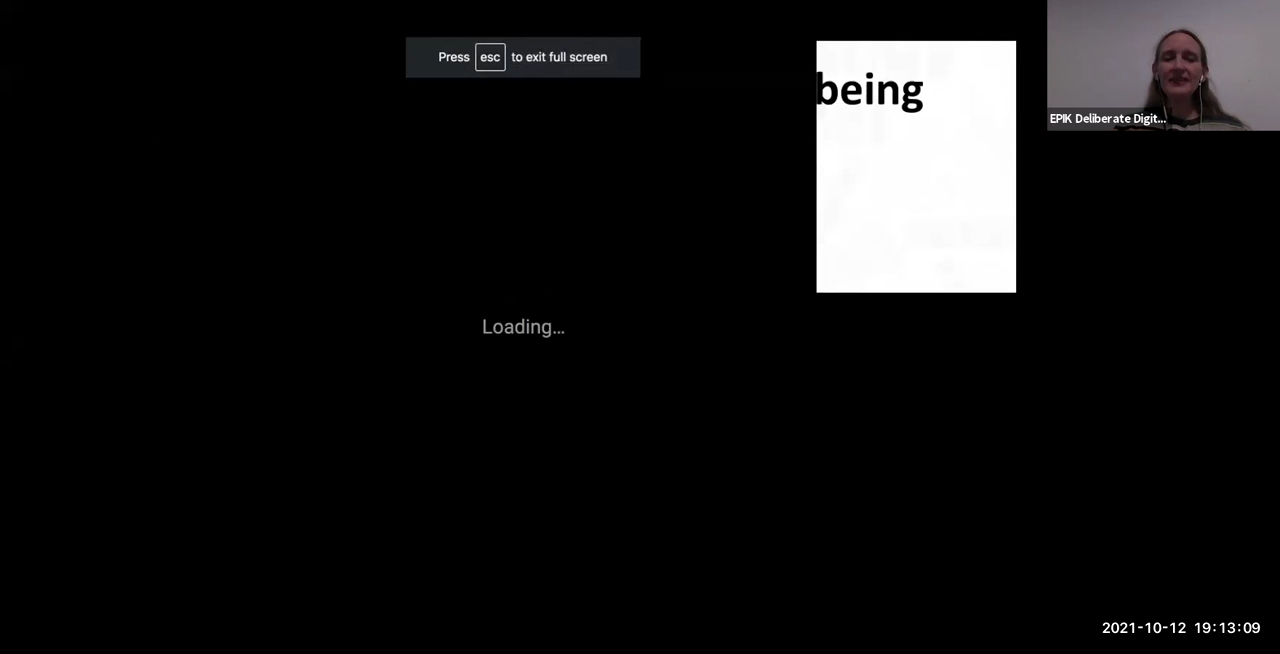 Press esc to exit full screen
being
EPIK Deliberate Digit...
Loading...
2021-10-12 19:13:09